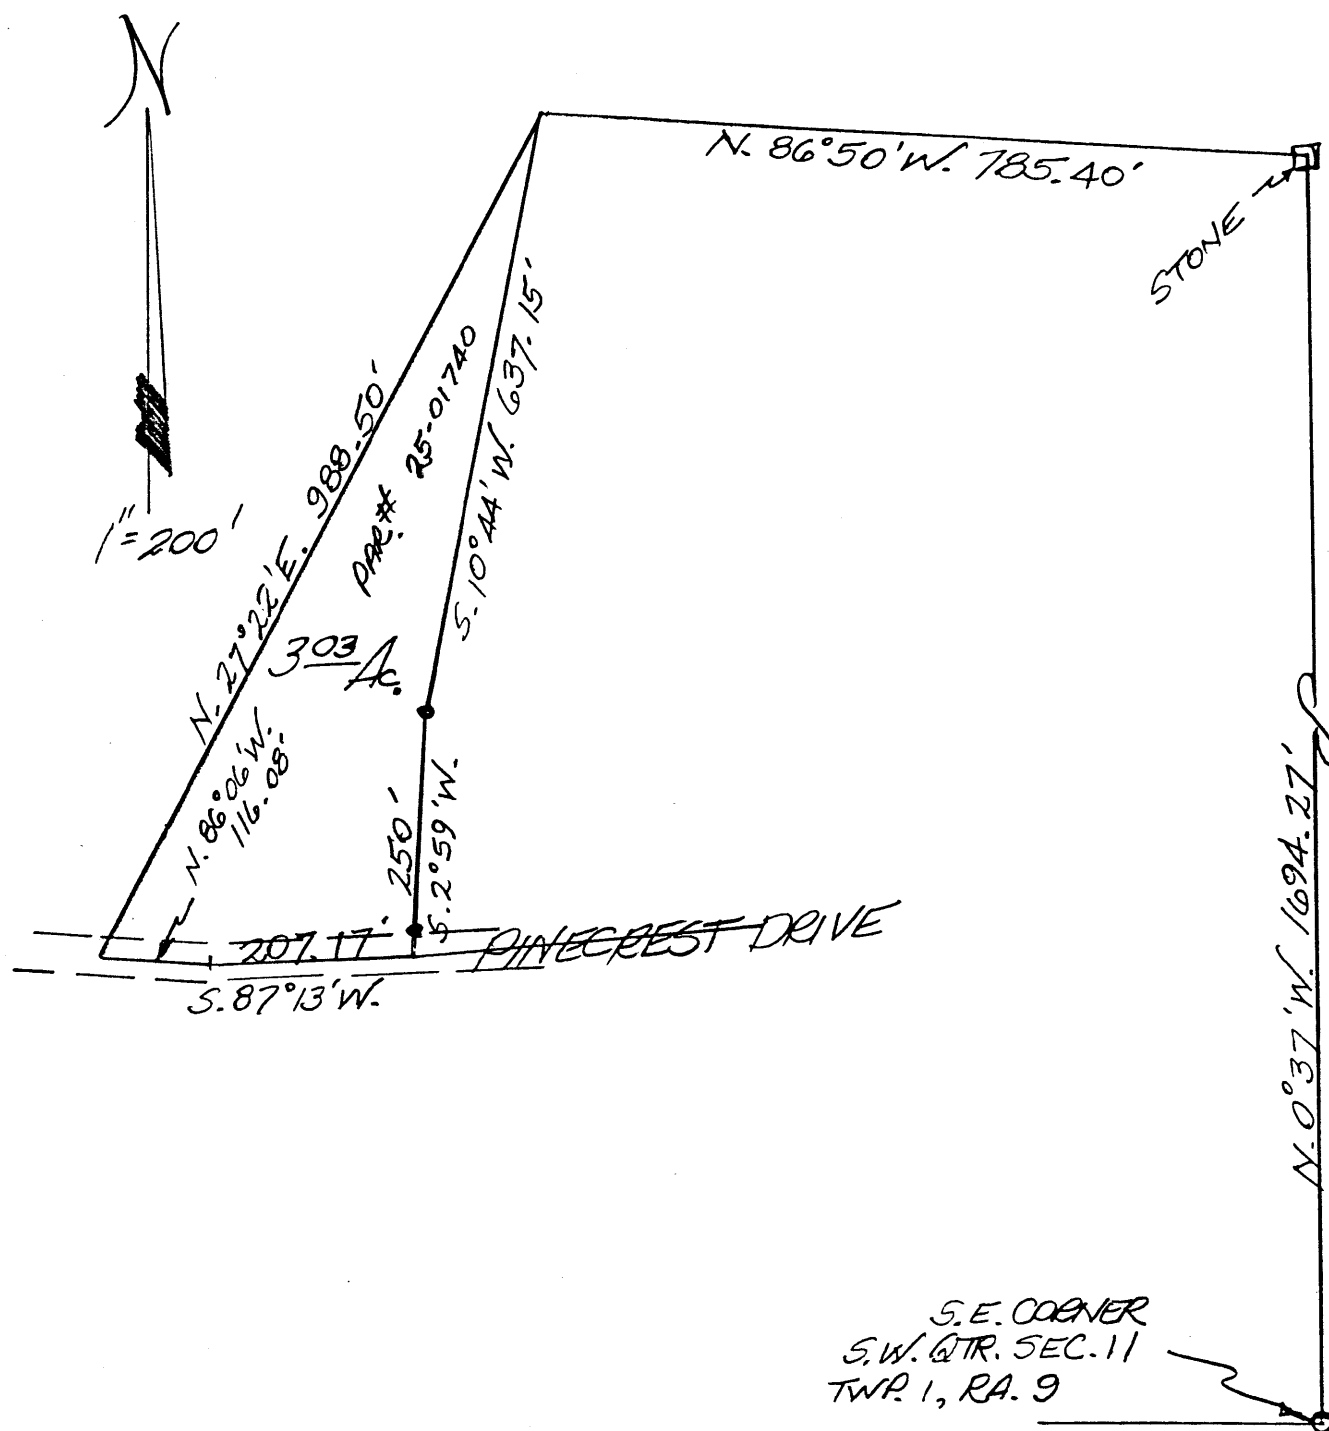 N
1"=200'
N. 86°50'W. 785.40'
STONE
N. 27°22'E. 988.50'
PAR.# 25-01740
S. 10°44'W. 637.15'
3 03 Ac.
N. 86°06'W.
116.08'
250'
S. 2°59'W.
207.17'
PINECREST DRIVE
S. 87°13'W.
N. 0°37'W. 1694.27'
S.E. CORNER
S.W. QTR. SEC. 11
TWP. 1, RA. 9